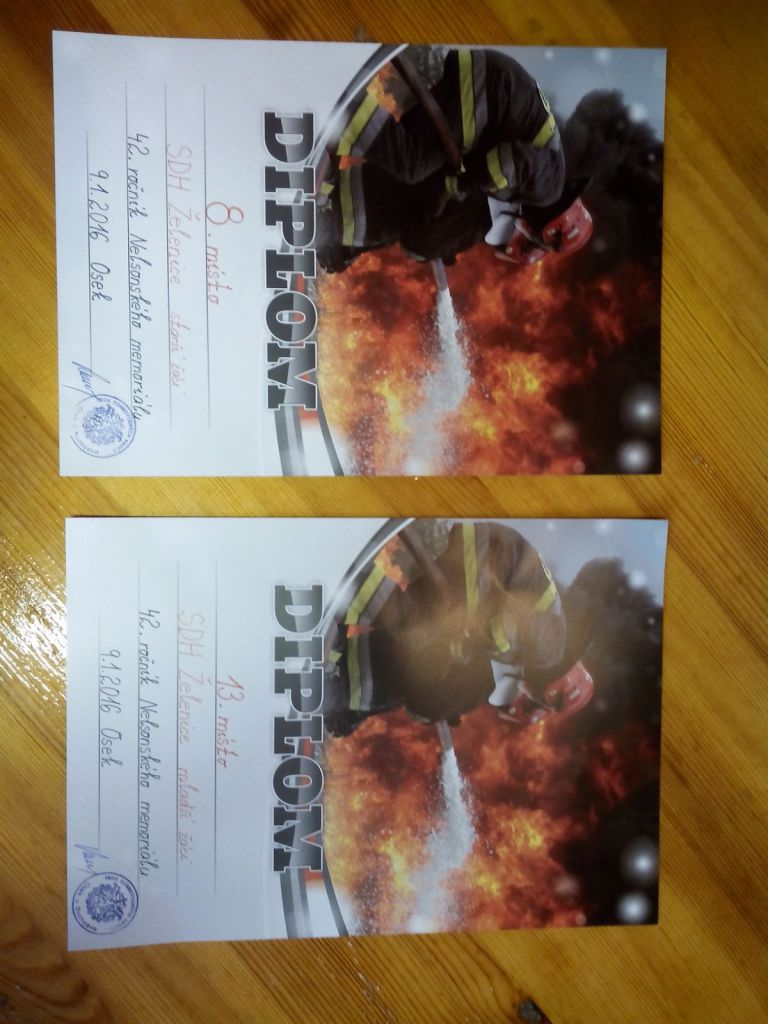 DIPLOM
8. místo
SDH Želenice starší žáci
42. ročník Nelsonského memoriálu
9.1.2016 Osek
DIPLOM
13. místo
SDH Želenice mladší žáci
42. ročník Nelsonského memoriálu
9.1.2016 Osek